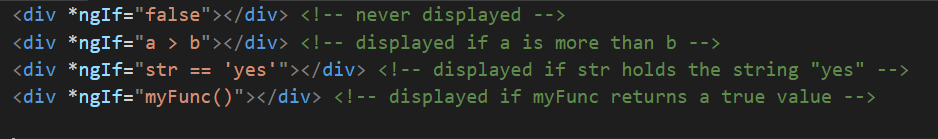 <div *ngIf="false"></div> <!-- never displayed -->
<div *ngIf="a > b"></div> <!-- displayed if a is more than b -->
<div *ngIf="str == 'yes'"></div> <!-- displayed if str holds the string "yes" -->
<div *ngIf="myFunc()"></div> <!-- displayed if myFunc returns a true value -->